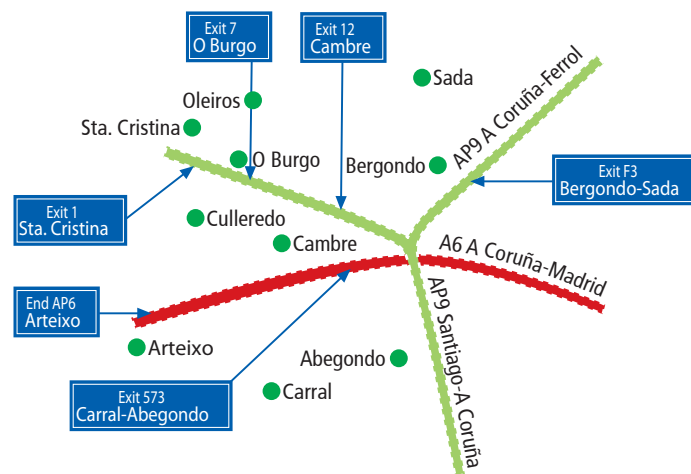 Exit 7
O Burgo
Exit 12
Cambre
Sada
Oleiros
Sta. Cristina
AP9 A Coruña-Ferrol
O Burgo
Bergondo
Exit F3
Bergondo-Sada
Exit 1
Sta. Cristina
Culleredo
Cambre
A6 A Coruña-Madrid
End AP6
Arteixo
AP9 Santiago-A Coruña
Arteixo
Abegondo
Exit 573
Carral-Abegondo
Carral